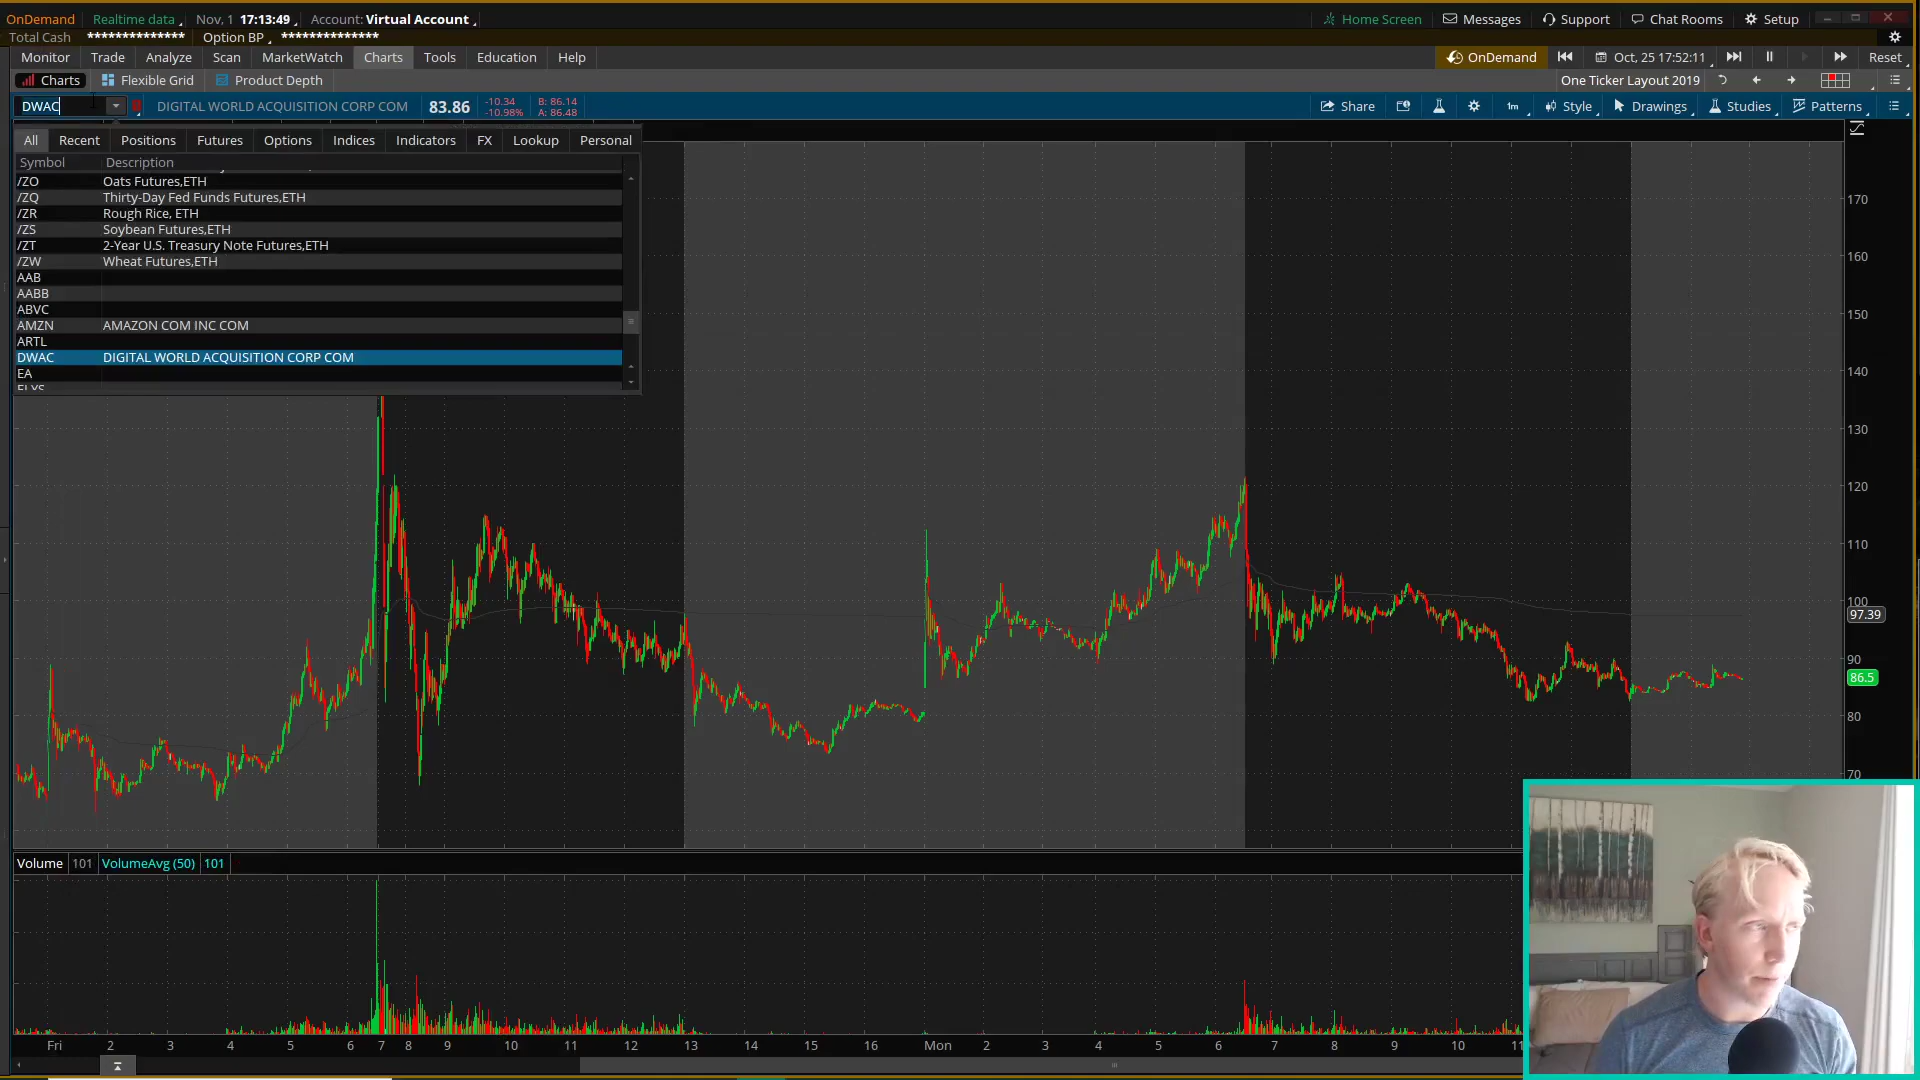 OnDemand Realtime data Nov, 1 17:13:49 Account: Virtual Account Home Screen Messages Support Chat Rooms Setup
Total Cash ************** Option BP **************
Monitor Trade Analyze Scan MarketWatch Charts Tools Education Help OnDemand Oct, 25 17:52:11 Reset
Charts Flexible Grid Product Depth One Ticker Layout 2019
DWAC DIGITAL WORLD ACQUISITION CORP COM 83.86 -10.34 B: 86.14 Share 1m Style Drawings Studies Patterns
-10.98% A: 86.48
All Recent Positions Futures Options Indices Indicators FX Lookup Personal
Symbol Description
/ZO Oats Futures,ETH
/ZQ Thirty-Day Fed Funds Futures,ETH
/ZR Rough Rice, ETH
/ZS Soybean Futures,ETH
/ZT 2-Year U.S. Treasury Note Futures,ETH
/ZW Wheat Futures,ETH
AAB
AABB
ABVC
AMZN AMAZON COM INC COM
ARTL
DWAC DIGITAL WORLD ACQUISITION CORP COM
EA
170
160
150
140
130
120
110
100
97.39
90
86.5
80
70
Volume 101 VolumeAvg (50) 101
Fri 2 3 4 5 6 7 8 9 10 11 12 13 14 15 16 Mon 2 3 4 5 6 7 8 9 10 11